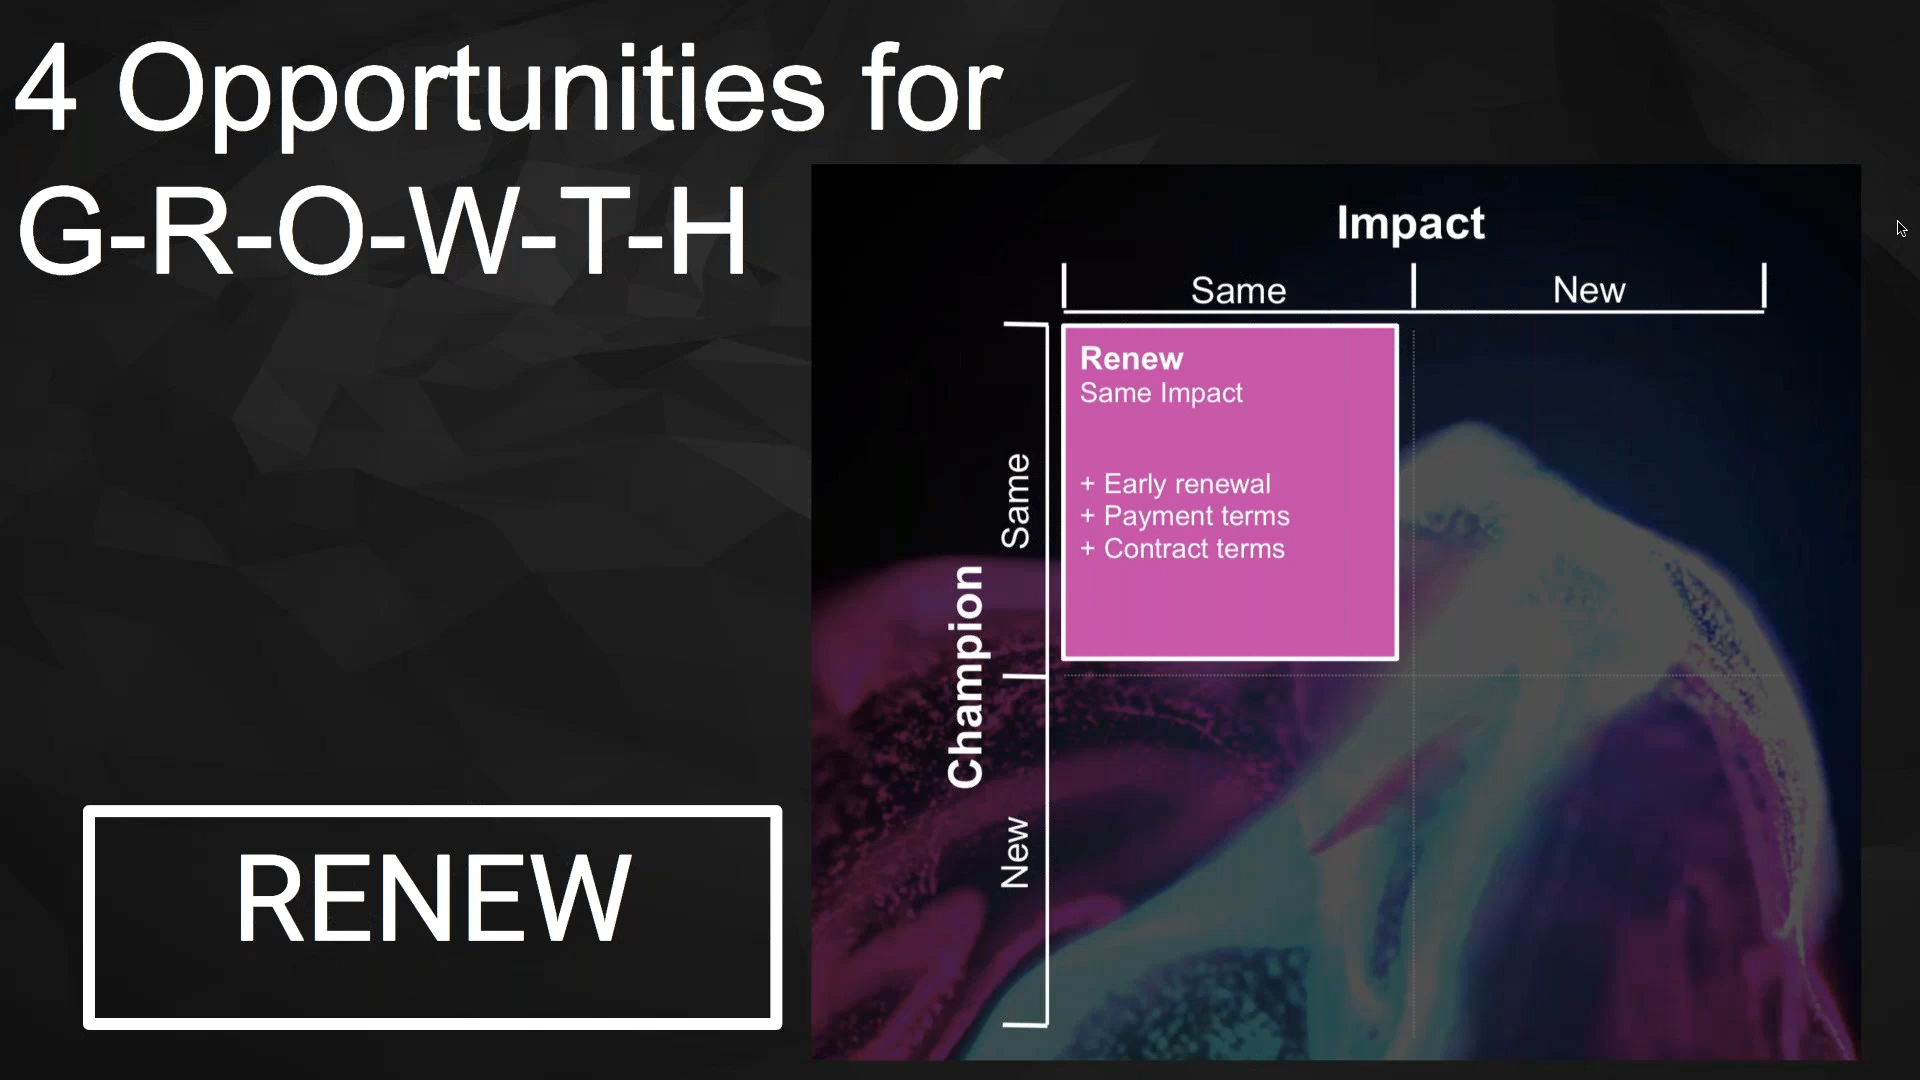 4 Opportunities for
G-R-O-W-T-H
Impact
Same
New
Champion
Same
New
Renew
Same Impact
+ Early renewal
+ Payment terms
+ Contract terms
RENEW